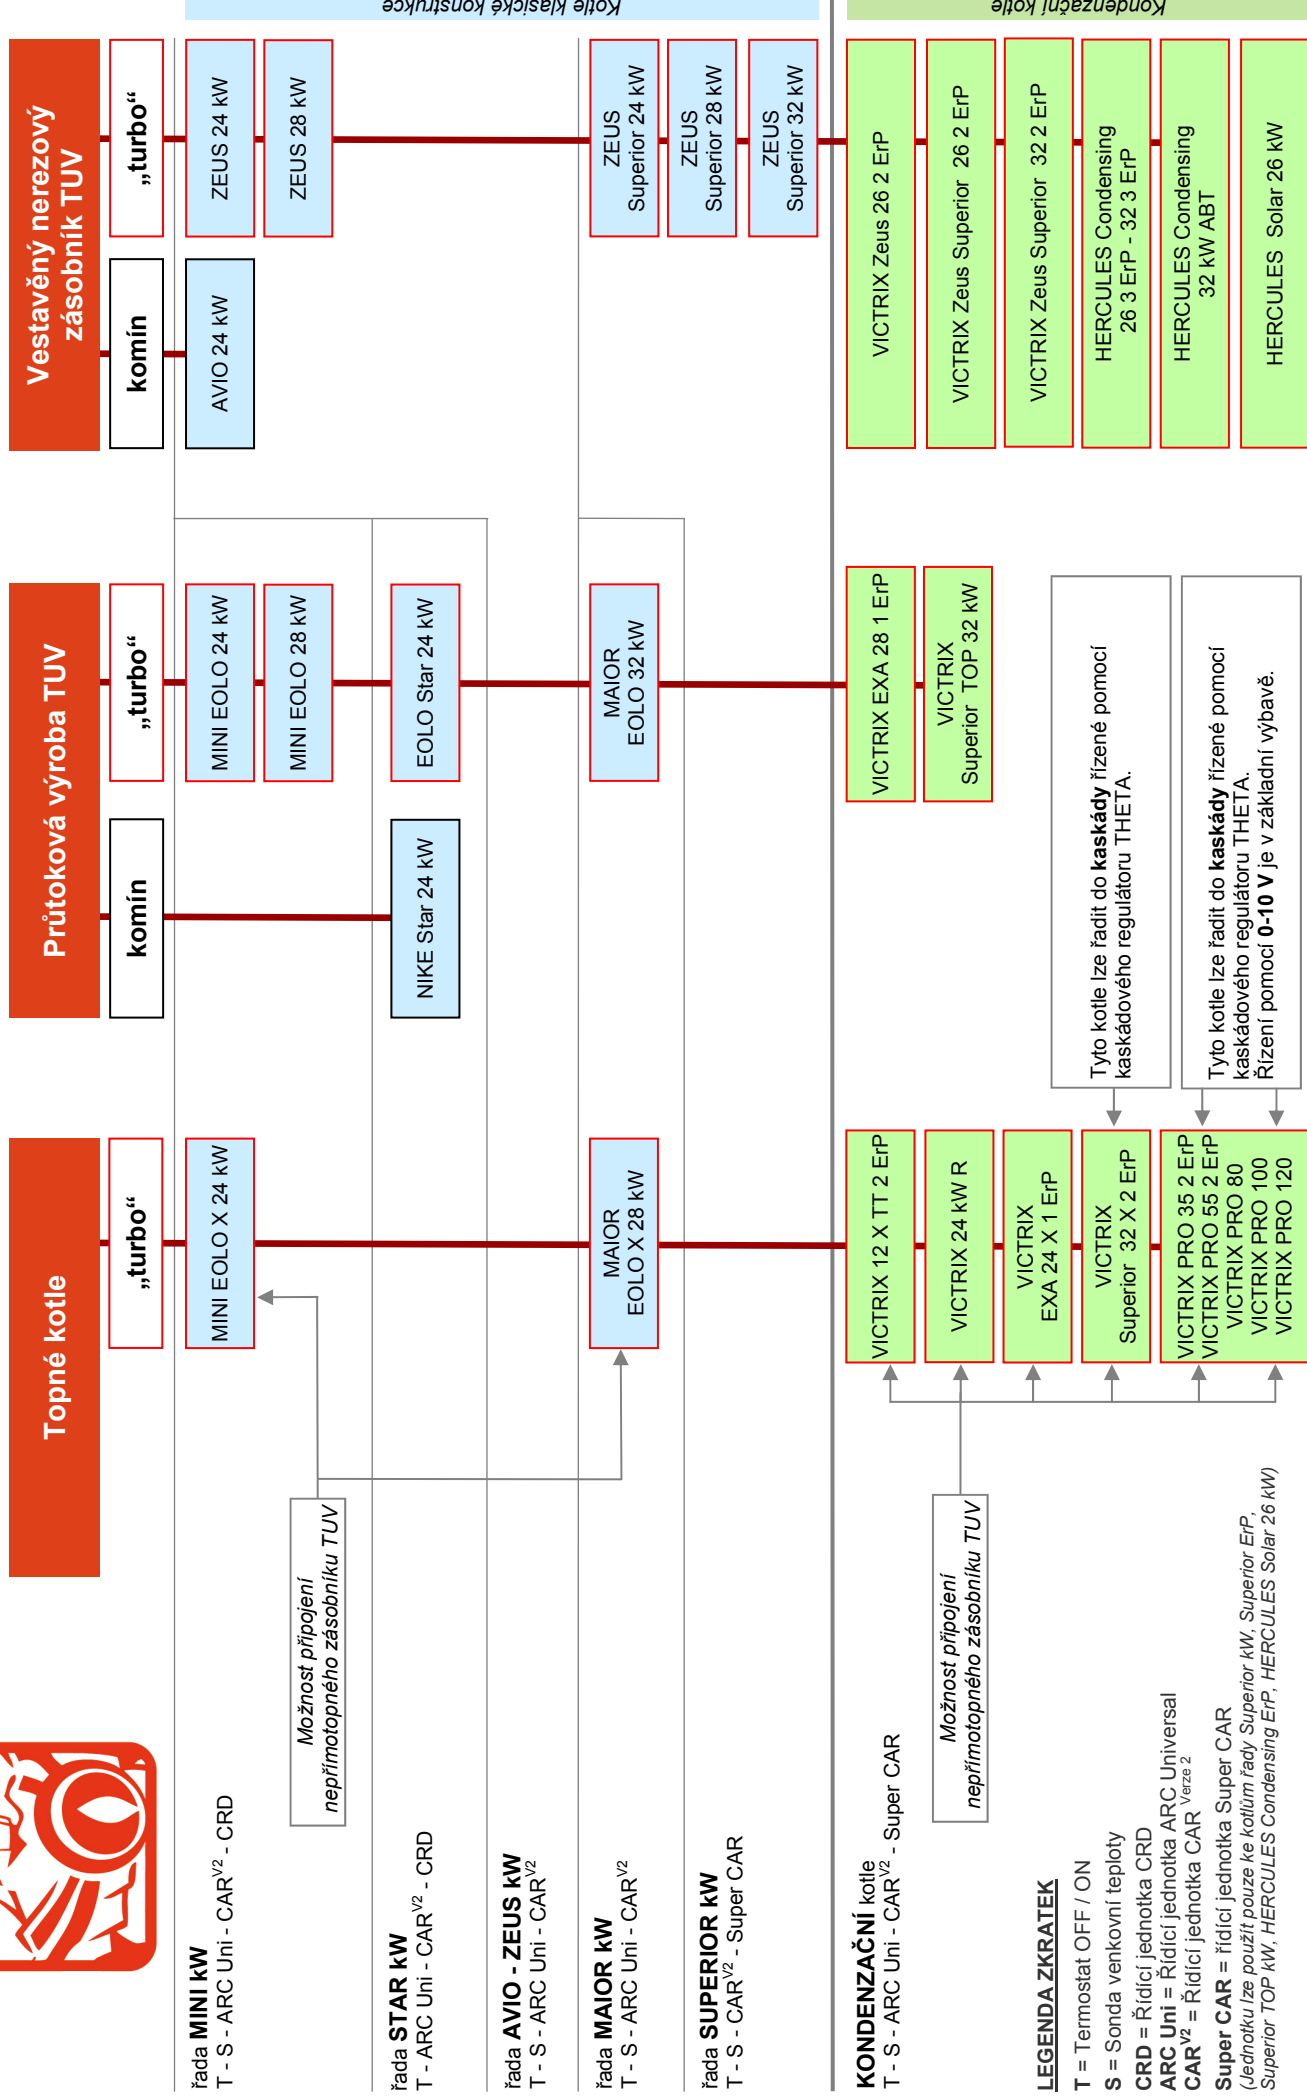 Topné kotle
Průtoková výroba TUV
Vestavěný nerezový
zásobník TUV
„turbo“
komín
„turbo“
komín
„turbo“
řada MINI kW
T - S - ARC Uni - CAR V2 - CRD
MINI EOLO X 24 kW
MINI EOLO 24 kW
AVIO 24 kW
ZEUS 24 kW
MINI EOLO 28 kW
ZEUS 28 kW
Možnost připojení
nepřímotopného zásobníku TUV
řada STAR kW
T - ARC Uni - CAR V2 - CRD
NIKE Star 24 kW
EOLO Star 24 kW
řada AVIO - ZEUS kW
T - S - ARC Uni - CAR V2
řada MAIOR kW
T - S - ARC Uni - CAR V2
MAIOR
EOLO X 28 kW
MAIOR
EOLO 32 kW
ZEUS
Superior 24 kW
řada SUPERIOR kW
T - S - CAR V2 - Super CAR
ZEUS
Superior 28 kW
ZEUS
Superior 32 kW
Kotle klasické konstrukce
KONDENZAČNÍ kotle
T - S - ARC Uni - CAR V2 - Super CAR
VICTRIX 12 X TT 2 ErP
VICTRIX EXA 28 1 ErP
VICTRIX Zeus 26 2 ErP
Možnost připojení
nepřímotopného zásobníku TUV
VICTRIX 24 kW R
VICTRIX
Superior TOP 32 kW
VICTRIX Zeus Superior 26 2 ErP
VICTRIX
EXA 24 X 1 ErP
VICTRIX Zeus Superior 32 2 ErP
VICTRIX
Superior 32 X 2 ErP
Tyto kotle lze řadit do kaskády řízené pomocí
kaskádového regulátoru THETA.
HERCULES Condensing
26 3 ErP - 32 3 ErP
VICTRIX PRO 35 2 ErP
VICTRIX PRO 55 2 ErP
VICTRIX PRO 80
VICTRIX PRO 100
VICTRIX PRO 120
Tyto kotle lze řadit do kaskády řízené pomocí
kaskádového regulátoru THETA.
Řízení pomocí 0-10 V je v základní výbavě.
HERCULES Condensing
32 kW ABT
HERCULES Solar 26 kW
Kondenzační kotle
LEGENDA ZKRATEK
T = Termostat OFF / ON
S = Sonda venkovní teploty
CRD = Řídící jednotka CRD
ARC Uni = Řídící jednotka ARC Universal
CAR V2 = Řídící jednotka CAR Verze 2
Super CAR = řídící jednotka Super CAR
(Jednotku lze použít pouze ke kotlům řady Superior kW, Superior ErP,
Superior TOP kW, HERCULES Condensing ErP, HERCULES Solar 26 kW)